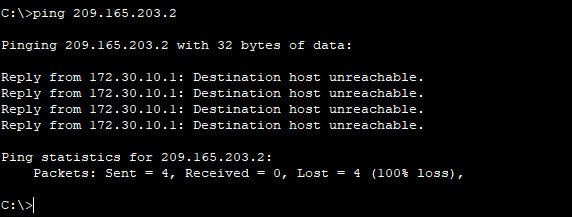 C:\>ping 209.165.203.2
Pinging 209.165.203.2 with 32 bytes of data:
Reply from 172.30.10.1: Destination host unreachable.
Reply from 172.30.10.1: Destination host unreachable.
Reply from 172.30.10.1: Destination host unreachable.
Reply from 172.30.10.1: Destination host unreachable.
Ping statistics for 209.165.203.2:
    Packets: Sent = 4, Received = 0, Lost = 4 (100% loss),
C:\>